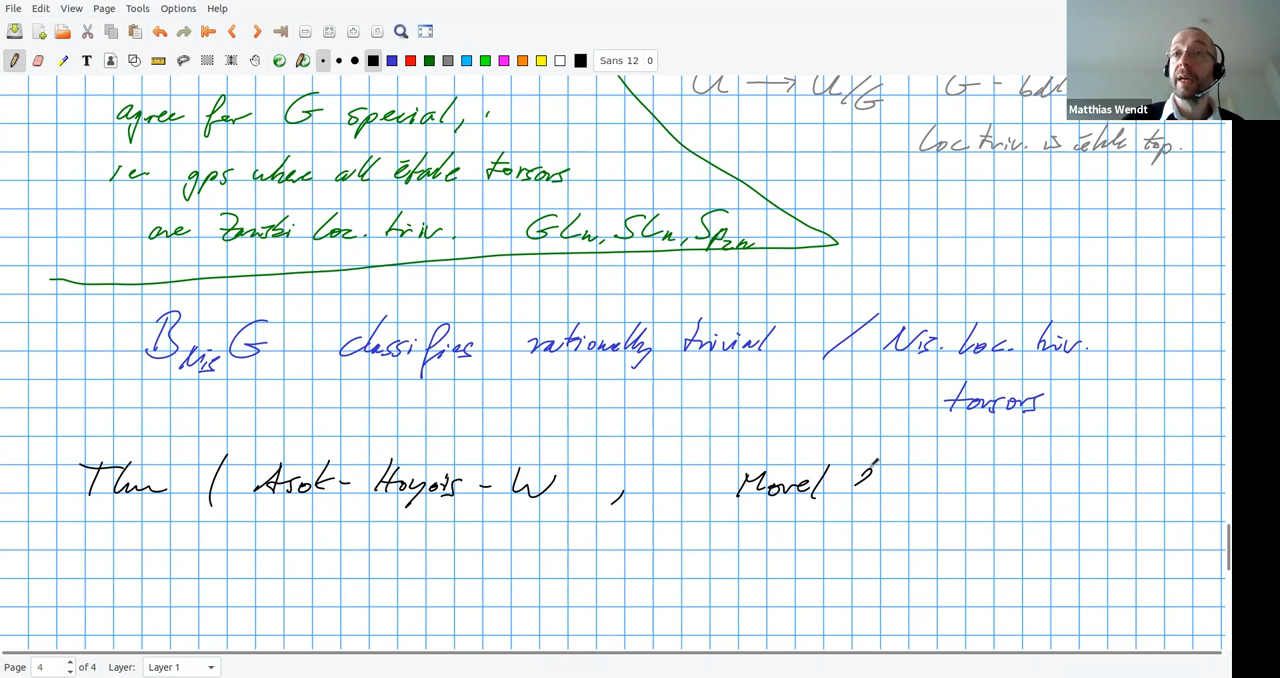 File Edit View Page Tools Options Help
Sans 12 0
Matthias Wendt
U → U/G G - bdl
loc triv. is étale top.
agree for G special,
i.e. gps where all étale torsors
are Zariski loc. triv. GLn, SLn, Sp2n
BNisG classifies rationally trivial / Nis. loc. triv.
torsors
Thm ( Asok - Hoyois - W , Morel
Page 4 of 4 Layer: Layer 1